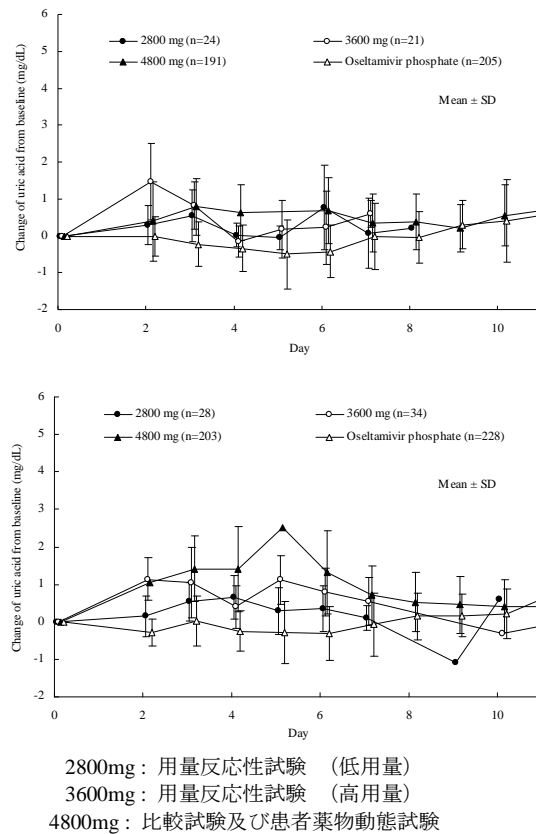 6
5
4
3
2
1
0
-1
-2
Change of uric acid from baseline (mg/dL)
2800 mg (n=24)
3600 mg (n=21)
4800 mg (n=191)
Oseltamivir phosphate (n=205)
Mean ± SD
0 2 4 6 8 10
Day
6
5
4
3
2
1
0
-1
-2
Change of uric acid from baseline (mg/dL)
2800 mg (n=28)
3600 mg (n=34)
4800 mg (n=203)
Oseltamivir phosphate (n=228)
Mean ± SD
0 2 4 6 8 10
Day
2800mg : 用量反応性試験 （低用量）
3600mg : 用量反応性試験 （高用量）
4800mg : 比較試験及び患者薬物動態試験